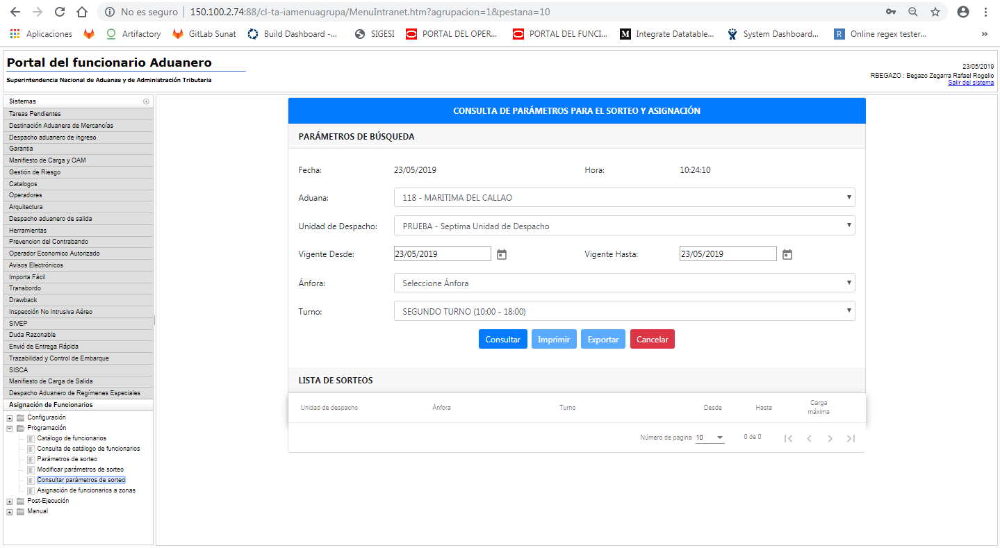 No es seguro | 150.100.2.74:88/cl-ta-iamenuagrupa/MenuIntranet.htm?agrupacion=1&pestana=10
Aplicaciones Artifactory GitLab Sunat Build Dashboard -... SIGESI PORTAL DEL OPER... PORTAL DEL FUNCI... M Integrate Datatable... System Dashboard... R Online regex tester... »
Portal del funcionario Aduanero
Superintendencia Nacional de Aduanas y de Administración Tributaria
23/05/2019
RBEGAZO : Begazo Zegarra Rafael Rogelio
Salir del sistema
Sistemas
Tareas Pendientes
Destinación Aduanera de Mercancías
Despacho aduanero de ingreso
Garantia
Manifiesto de Carga y OAM
Gestión de Riesgo
Catalogos
Operadores
Arquitectura
Despacho aduanero de salida
Herramientas
Prevencion del Contrabando
Operador Economico Autorizado
Avisos Electrónicos
Importa Fácil
Transbordo
Drawback
Inspección No Intrusiva Aéreo
SIVEP
Duda Razonable
Envió de Entrega Rápida
Trazabilidad y Control de Embarque
SISCA
Manifiesto de Carga de Salida
Despacho Aduanero de Regímenes Especiales
Asignación de Funcionarios
Configuración
Programación
Catálogo de funcionarios
Consulta de catálogo de funcionarios
Parámetros de sorteo
Modificar parámetros de sorteo
Consultar parámetros de sorteo
Asignación de funcionarios a zonas
Post-Ejecución
Manual
CONSULTA DE PARÁMETROS PARA EL SORTEO Y ASIGNACIÓN
PARÁMETROS DE BÚSQUEDA
Fecha: 23/05/2019 Hora: 10:24:10
Aduana: 118 - MARITIMA DEL CALLAO
Unidad de Despacho: PRUEBA - Septima Unidad de Despacho
Vigente Desde: 23/05/2019 Vigente Hasta: 23/05/2019
Ánfora: Seleccione Ánfora
Turno: SEGUNDO TURNO (10:00 - 18:00)
Consultar Imprimir Exportar Cancelar
LISTA DE SORTEOS
Unidad de despacho Ánfora Turno Desde Hasta Carga máxima
Número de pagina 10 0 de 0